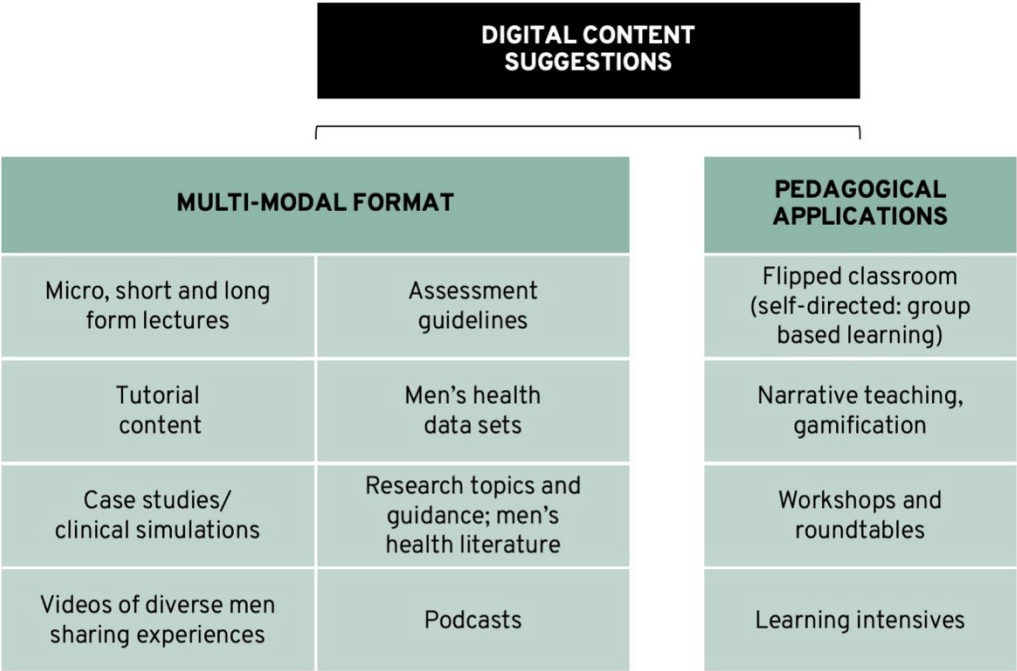 DIGITAL CONTENT
SUGGESTIONS
MULTI-MODAL FORMAT
Micro, short and long
form lectures
Assessment
guidelines
Tutorial
content
Men’s health
data sets
Case studies/
clinical simulations
Research topics and
guidance; men’s
health literature
Videos of diverse men
sharing experiences
Podcasts
PEDAGOGICAL
APPLICATIONS
Flipped classroom
(self-directed: group
based learning)
Narrative teaching,
gamification
Workshops and
roundtables
Learning intensives